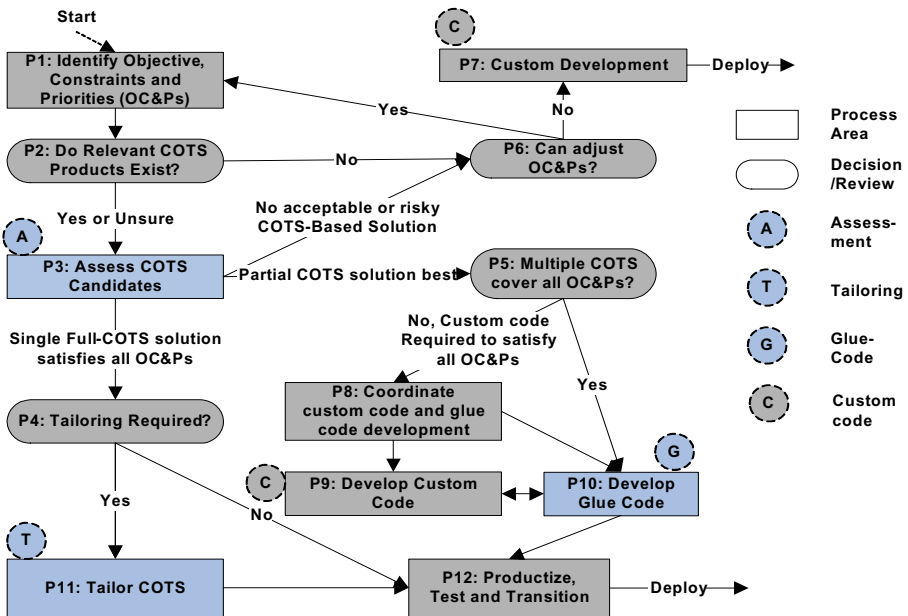 Start
P1: Identify Objective,
Constraints and
Priorities (OC&Ps)
C
P7: Custom Development
Deploy
Yes
No
P2: Do Relevant COTS
Products Exist?
No
P6: Can adjust
OC&Ps?
Yes or Unsure
No acceptable or risky
COTS-Based Solution
A
P3: Assess COTS
Candidates
Partial COTS solution best
P5: Multiple COTS
cover all OC&Ps?
Single Full-COTS solution
satisfies all OC&Ps
No, Custom code
Required to satisfy
all OC&Ps
Yes
P4: Tailoring Required?
P8: Coordinate
custom code and glue
code development
G
C
P9: Develop Custom
Code
P10: Develop
Glue Code
Yes
No
T
P11: Tailor COTS
P12: Productize,
Test and Transition
Deploy
Process
Area
Decision
/Review
A
Assess-
ment
T
Tailoring
G
Glue-
Code
C
Custom
code